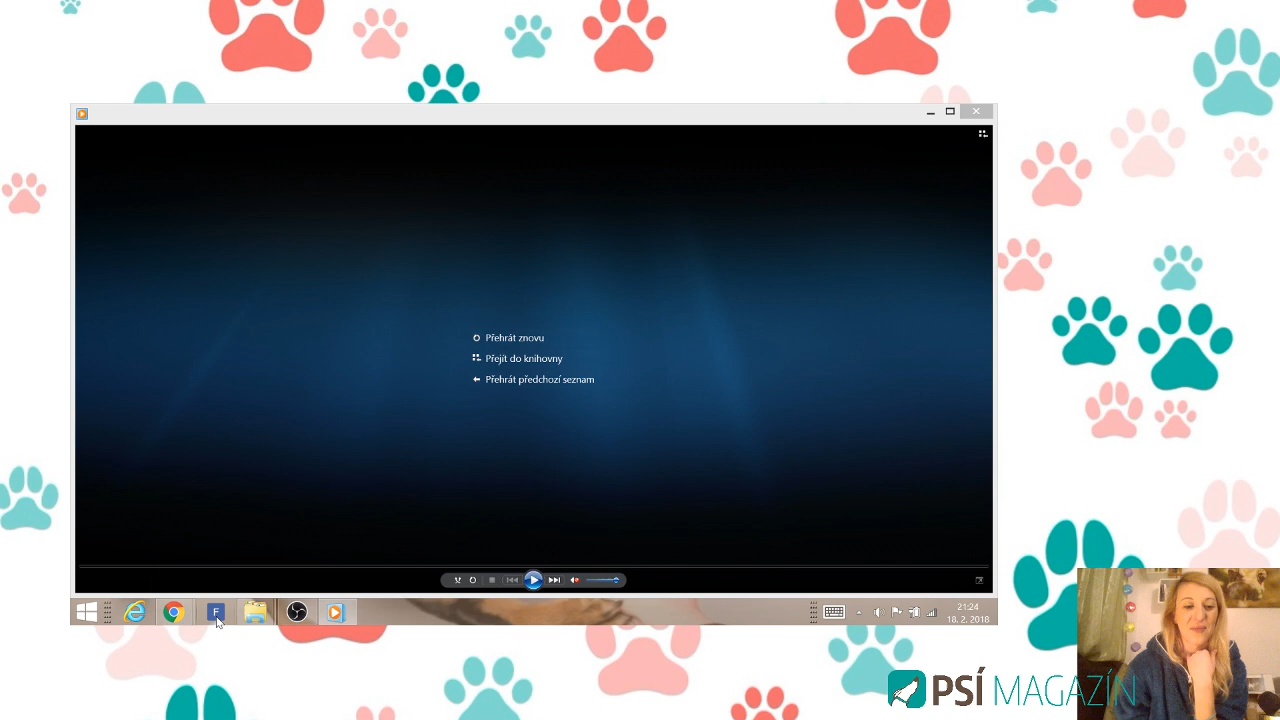 Přehrát znovu
Přejít do knihovny
Přehrát předchozí seznam
F
21:24
18. 2. 2018
PSÍ MAGAZÍN